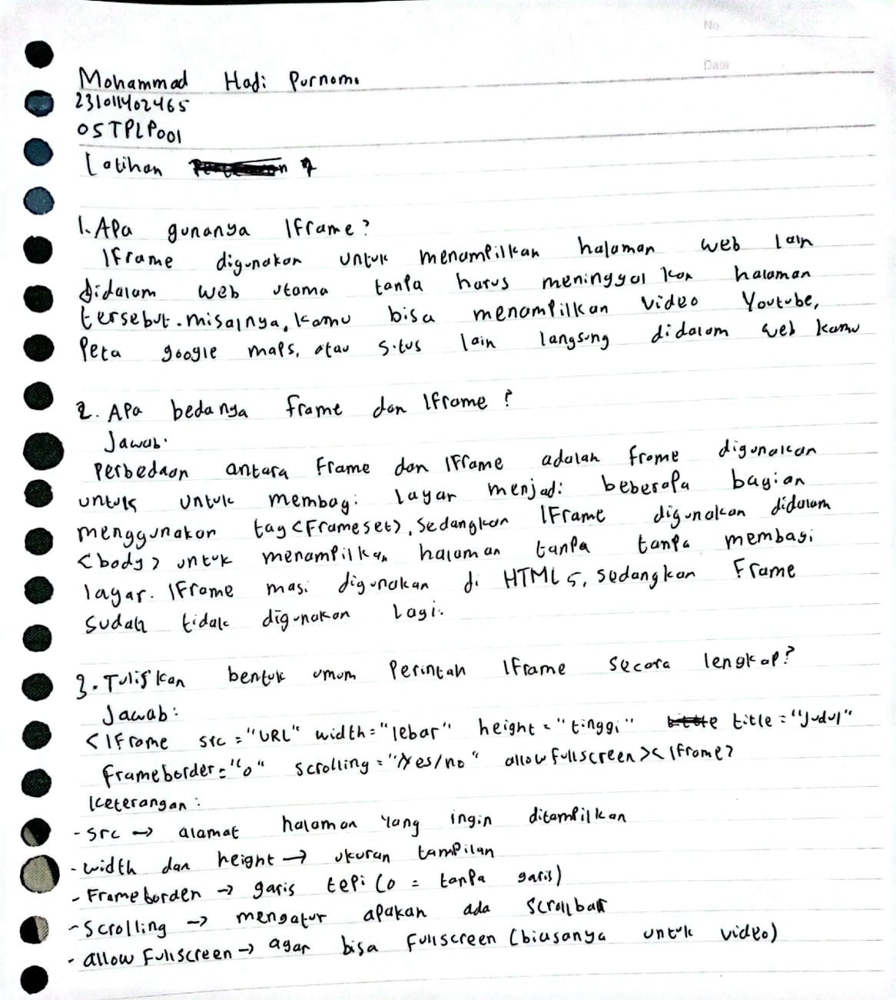 No
Date
Mohammad Hadi Purnomo
231011402465
05TPLP001
Latihan 7
1. Apa gunanya Iframe?
Iframe digunakan untuk menampilkan halaman web lain
didalam web utama tanpa harus meninggalkan halaman
tersebut. misalnya, kamu bisa menampilkan video Youtube,
Peta google maps, atau situs lain langsung didalam web kamu
2. Apa bedanya frame dan Iframe?
Jawab.
Perbedaan antara Frame dan IFrame adalah frame digunakan
untuk untuk membagi layar menjadi beberapa bagian
menggunakan tag <Frameset>, Sedangkan IFrame digunakan didalam
<body> untuk menampilkan halaman tanpa tanpa membagi
layar. IFrame masi digunakan di HTML 5, sedangkan Frame
Sudah tidak digunakan Lagi.
3. Tuliskan bentuk umum Perintah Iframe Secara lengkap?
Jawab:
<IFrome src="URL" width="lebar" height="tinggi" title="Judul"
frameborder="0" scrolling="yes/no" allowfullscreen><Iframe>
Keterangan:
- Src → alamat halaman yang ingin ditampilkan
- width dan height → ukuran tampilan
- Frameborden → garis tepi (0 = tanpa garis)
- Scrolling → mengatur apakan ada scrollbar
- allow Fullscreen → agar bisa Fullscreen (biasanya untuk video)